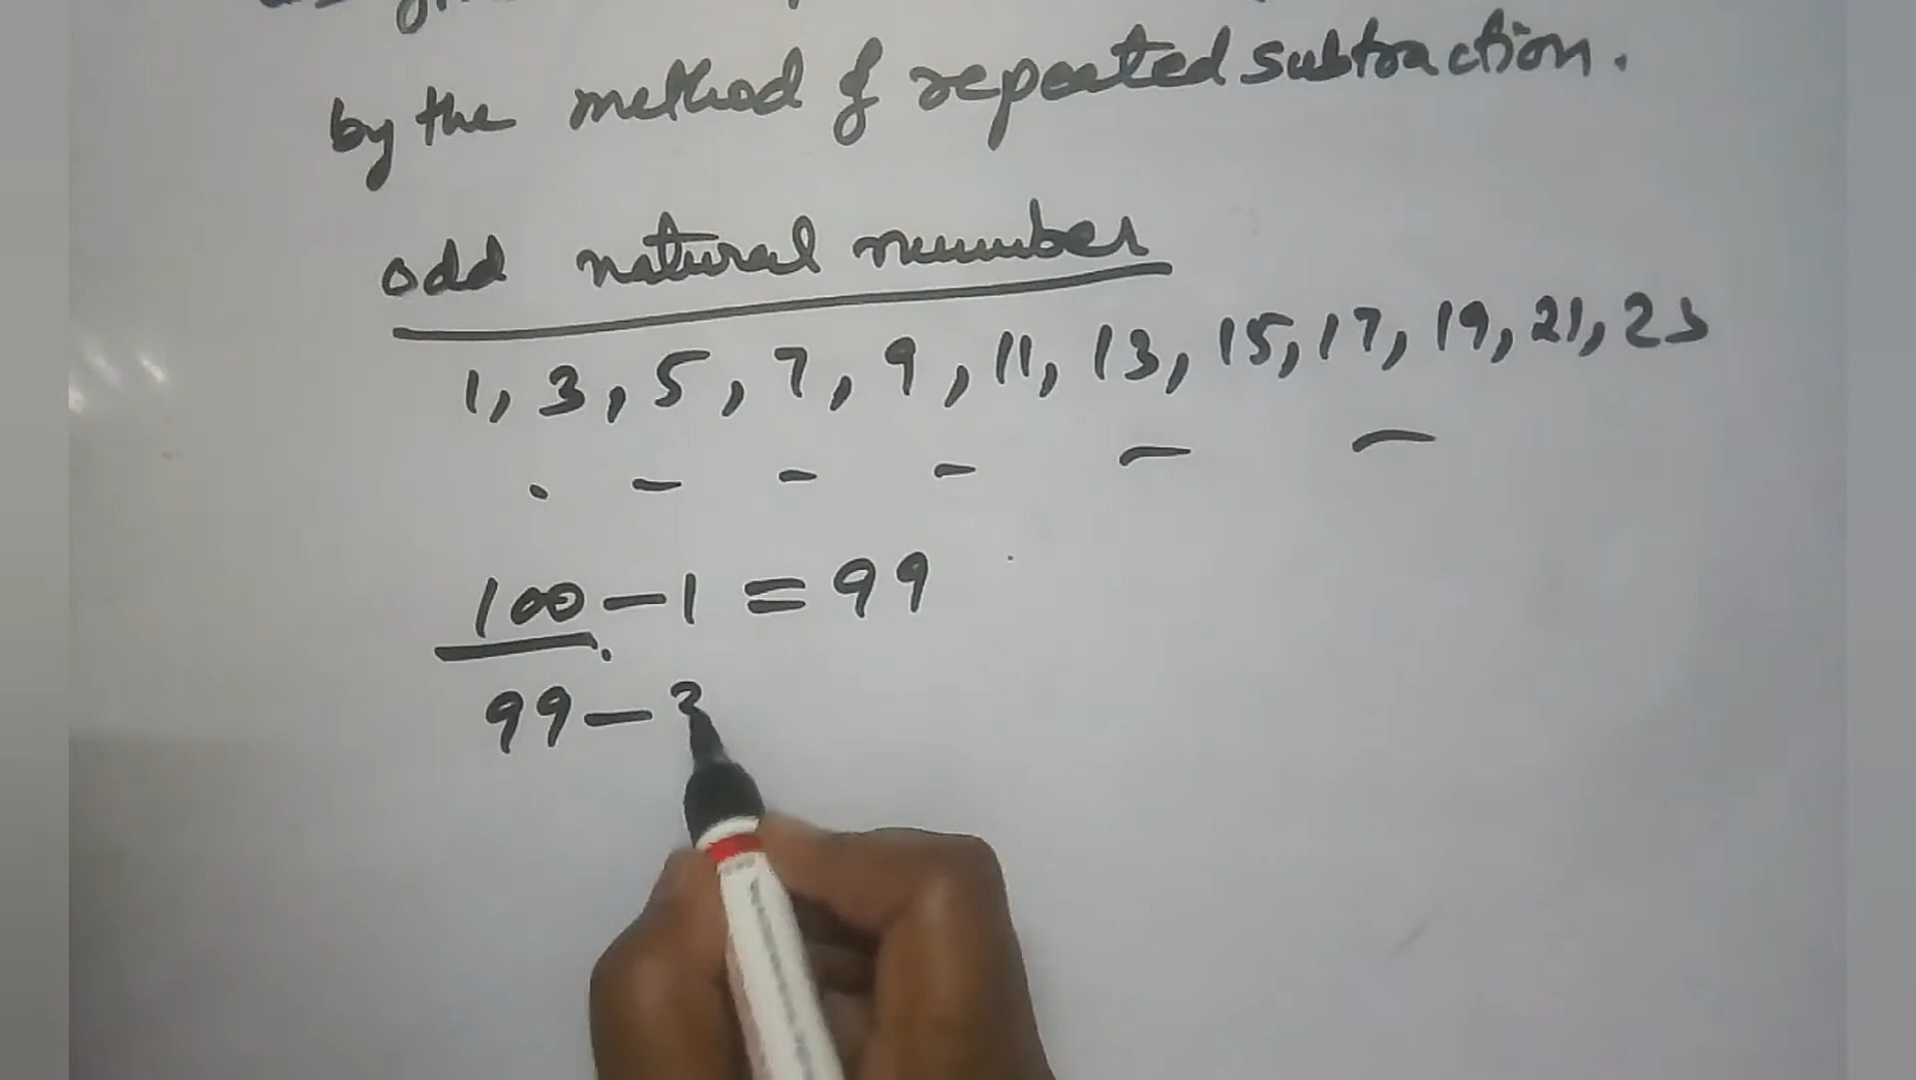 by the method of repeated subtraction.
odd natural number
1, 3, 5, 7, 9, 11, 13, 15, 17, 19, 21, 23
. - - - - -
100 - 1 = 99
99 - 3